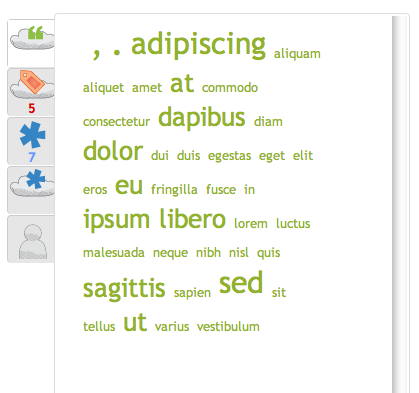 , . adipiscing aliquam
aliquet amet at commodo
consectetur dapibus diam
dolor dui duis egestas eget elit
eros eu fringilla fusce in
ipsum libero lorem luctus
malesuada neque nibh nisl quis
sagittis sapien sed sit
tellus ut varius vestibulum
5
7